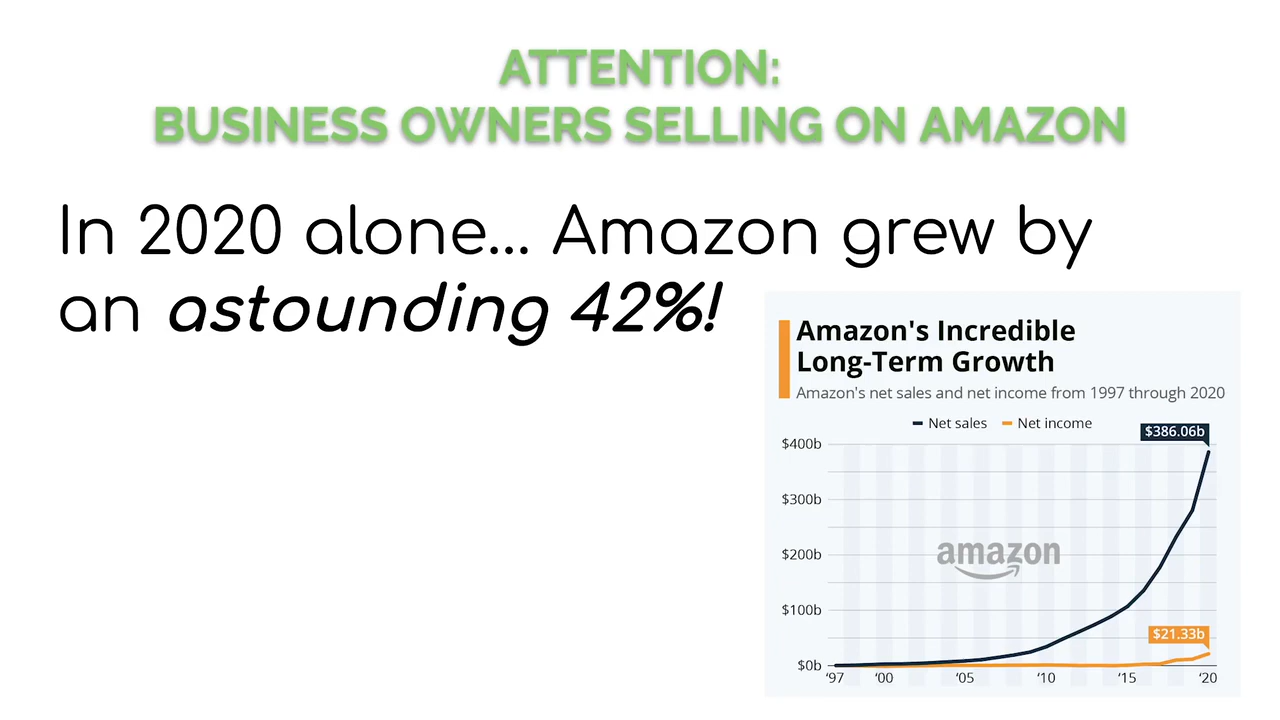 ATTENTION:
BUSINESS OWNERS SELLING ON AMAZON
In 2020 alone... Amazon grew by
an astounding 42%!
Amazon's Incredible
Long-Term Growth
Amazon's net sales and net income from 1997 through 2020
Net sales Net income
$386.06b
$400b
$300b
$200b
amazon
$100b
$21.33b
$0b
'97 '00 '05 '10 '15 '20